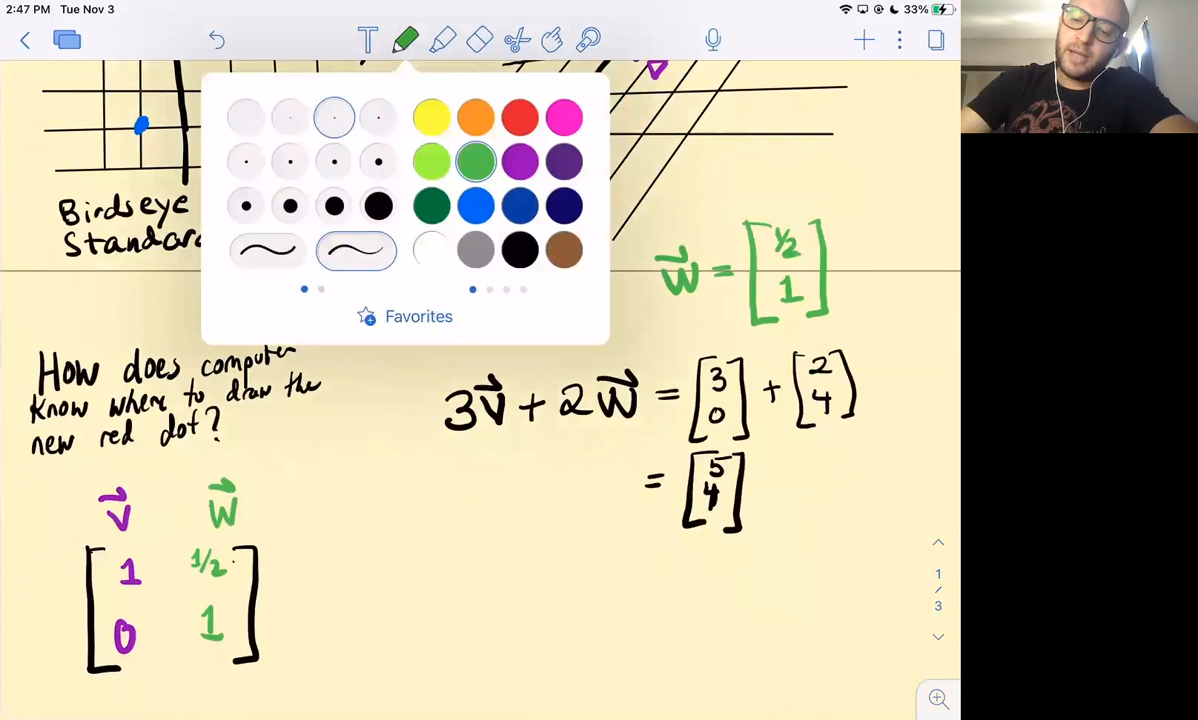 2:47 PM Tue Nov 3
33%
T
Birdseye
Standar
Favorites
w = [1/2
1]
How does computer
know where to draw the
new red dot?
3v + 2w = [3
0] + [2
4]
= [5
4]
v w
1 1/2
0 1
1
/
3